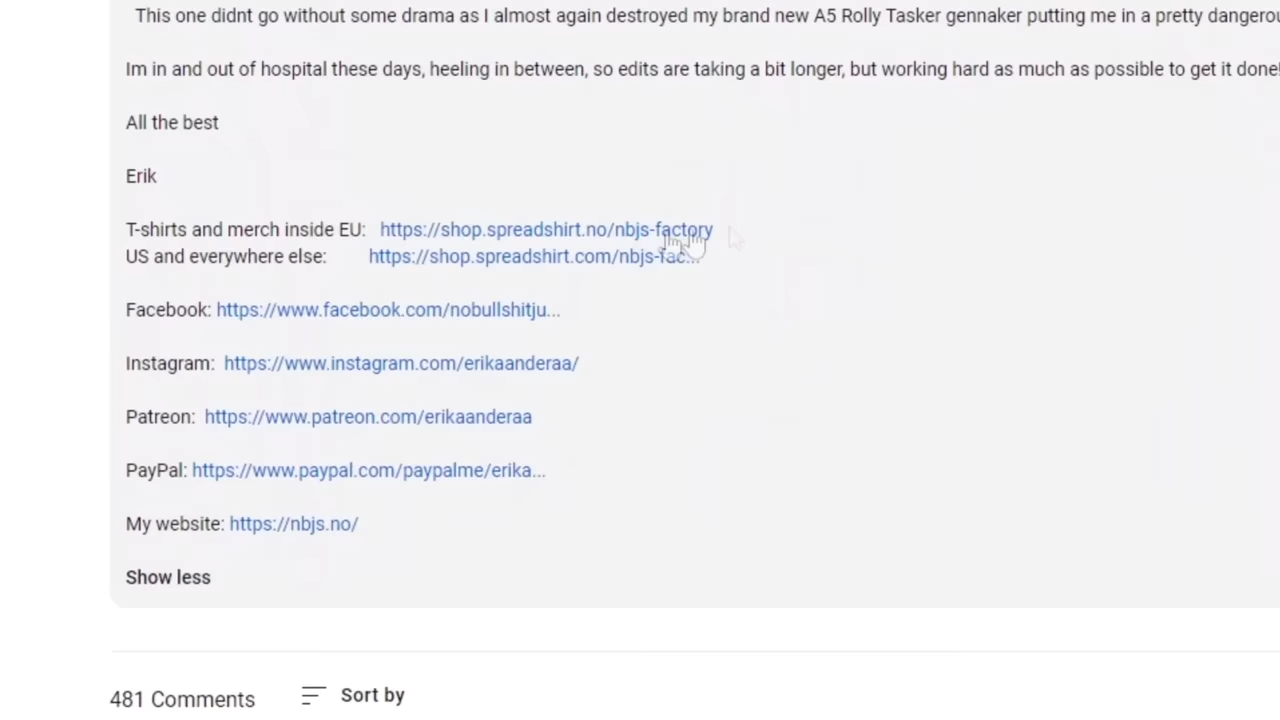 This one didnt go without some drama as I almost again destroyed my brand new A5 Rolly Tasker gennaker putting me in a pretty
Im in and out of hospital these days, heeling in between, so edits are taking a bit longer, but working hard as much as possible to get it done!
All the best
Erik
T-shirts and merch inside EU: https://shop.spreadshirt.no/nbjs-factory
US and everywhere else: https://shop.spreadshirt.com/nbjs-fac...
Facebook: https://www.facebook.com/nobullshitju...
Instagram: https://www.instagram.com/erikaanderaa/
Patreon: https://www.patreon.com/erikaanderaa
PayPal: https://www.paypal.com/paypalme/erika...
My website: https://nbjs.no/
Show less
481 Comments Sort by